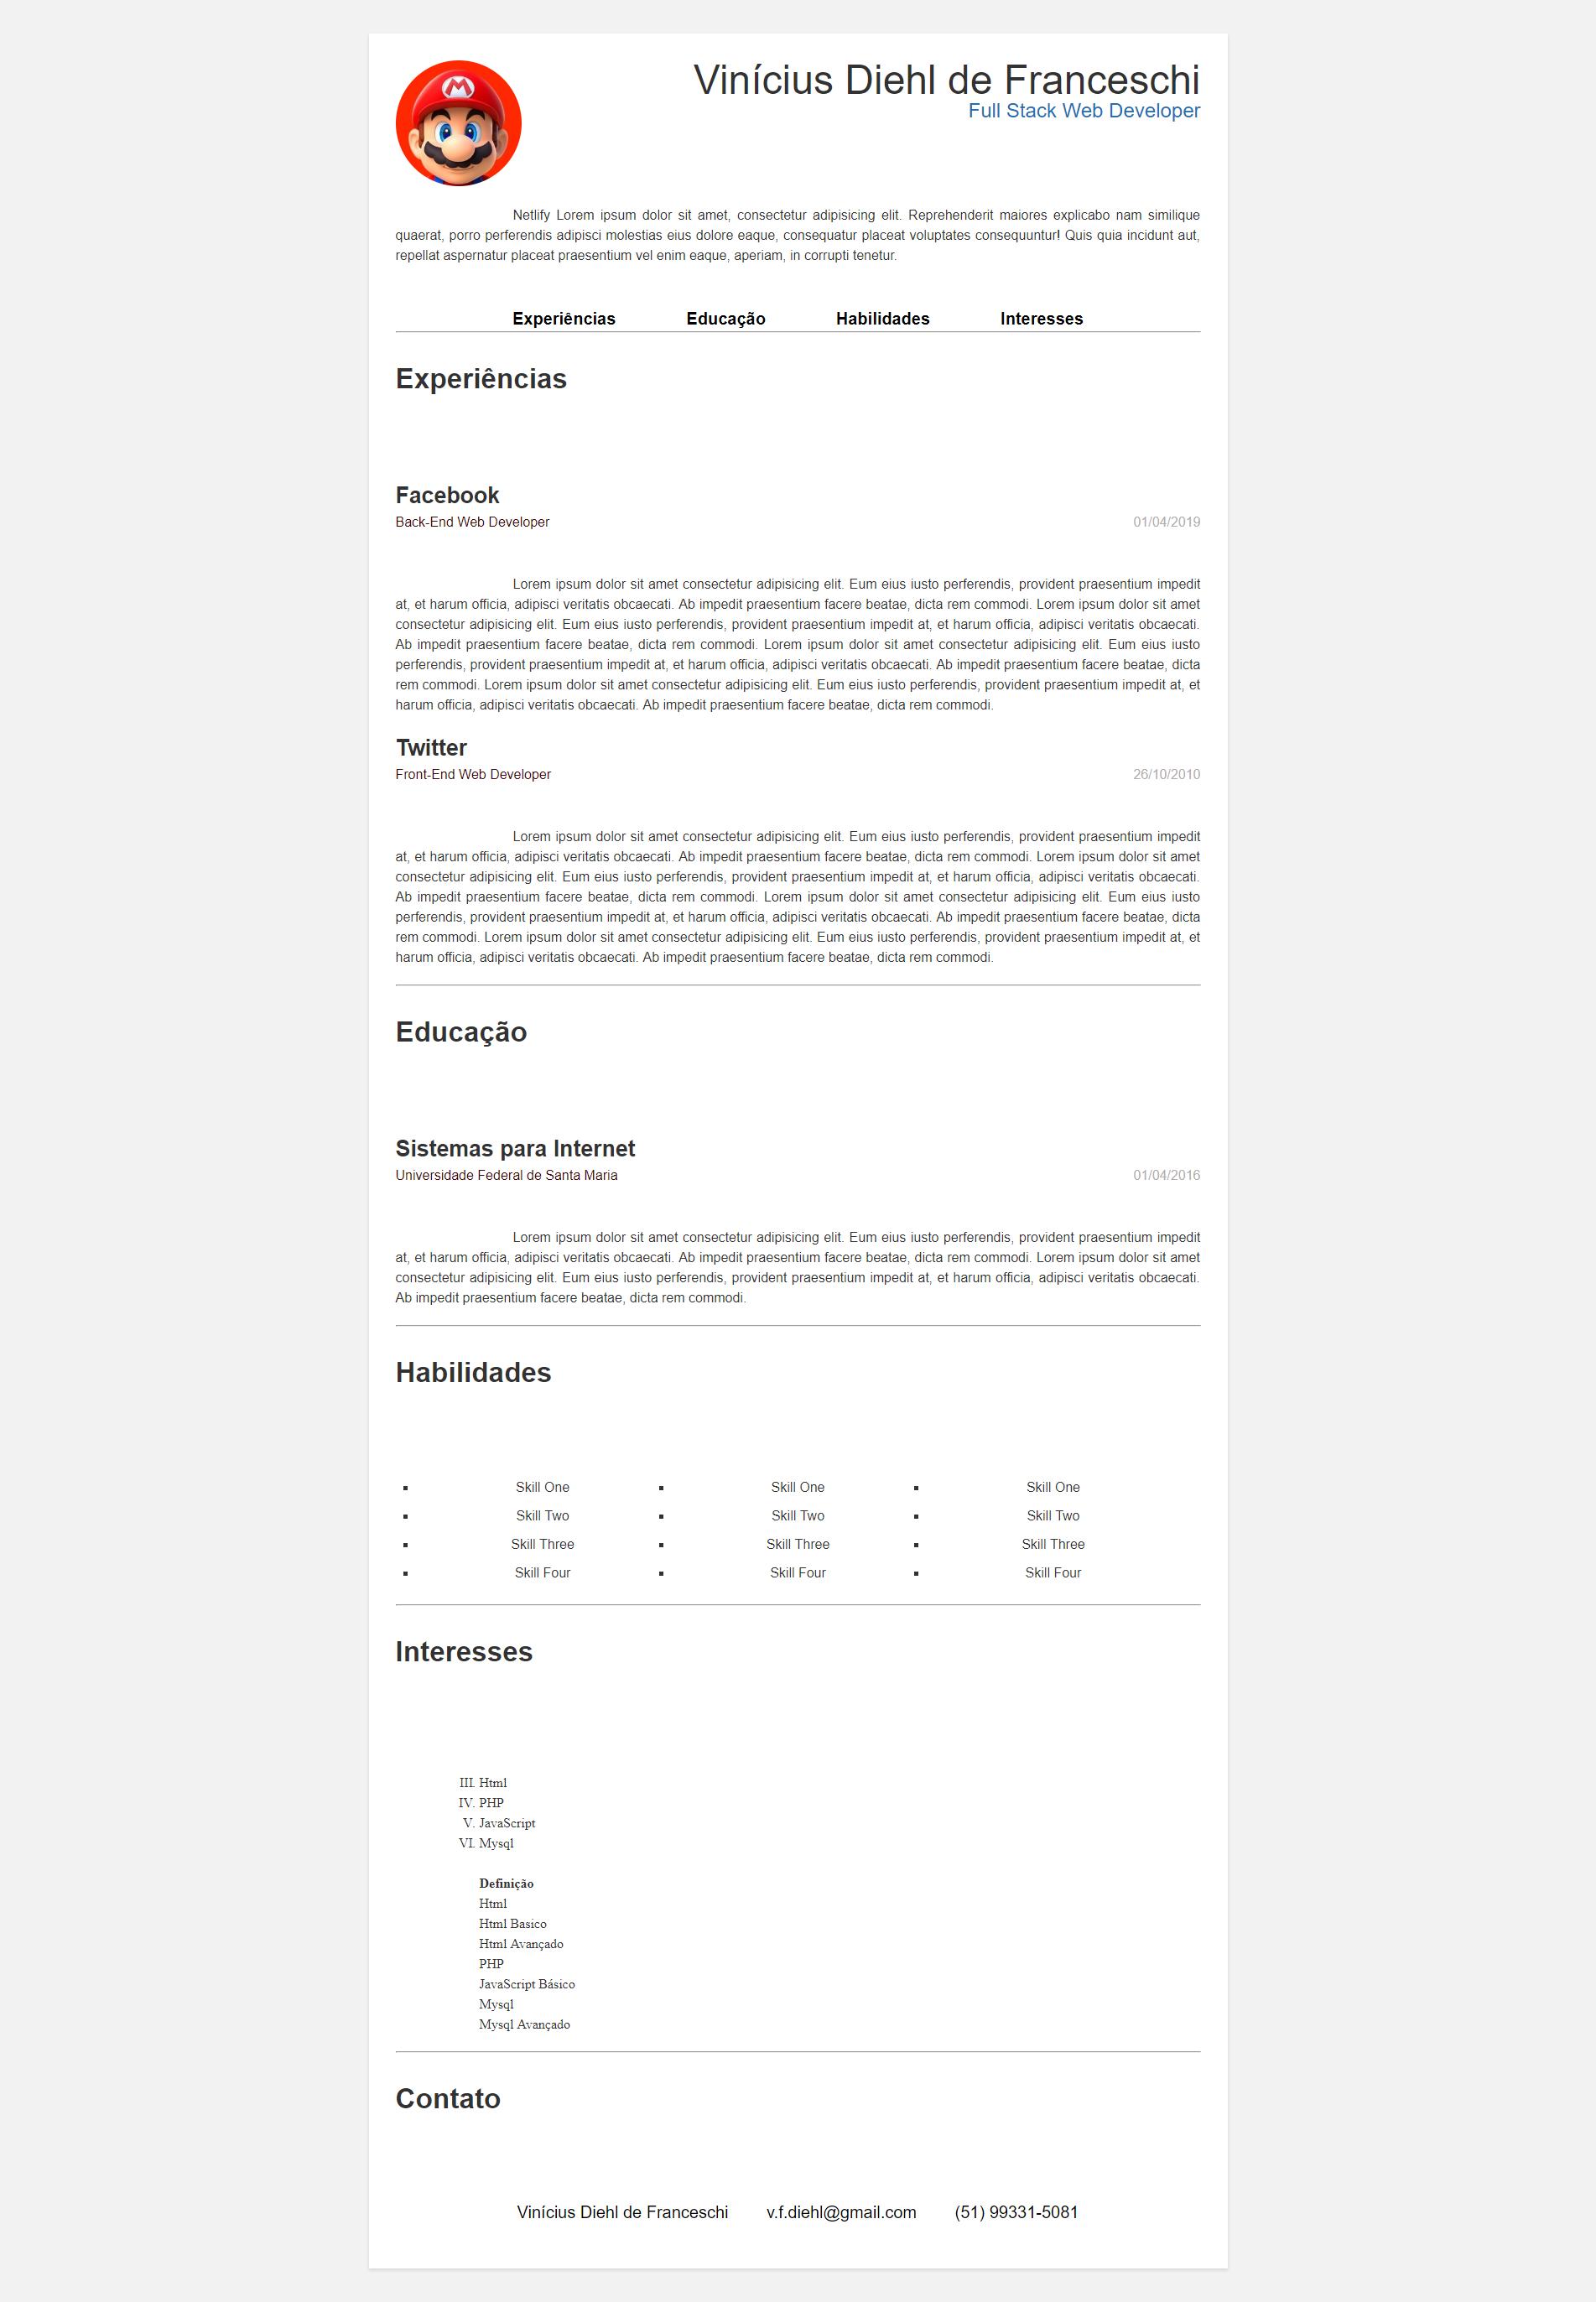 Vinícius Diehl de Franceschi
Full Stack Web Developer
Netlify Lorem ipsum dolor sit amet, consectetur adipisicing elit. Reprehenderit maiores explicabo nam similique
quaerat, porro perferendis adipisci molestias eius dolore eaque, consequatur placeat voluptates consequuntur! Quis quia incidunt aut,
repellat aspernatur placeat praesentium vel enim eaque, aperiam, in corrupti tenetur.
Experiências Educação Habilidades Interesses
Experiências
Facebook
Back-End Web Developer 01/04/2019
Lorem ipsum dolor sit amet consectetur adipisicing elit. Eum eius iusto perferendis, provident praesentium impedit
at, et harum officia, adipisci veritatis obcaecati. Ab impedit praesentium facere beatae, dicta rem commodi. Lorem ipsum dolor sit amet
consectetur adipisicing elit. Eum eius iusto perferendis, provident praesentium impedit at, et harum officia, adipisci veritatis obcaecati.
Ab impedit praesentium facere beatae, dicta rem commodi. Lorem ipsum dolor sit amet consectetur adipisicing elit. Eum eius iusto
perferendis, provident praesentium impedit at, et harum officia, adipisci veritatis obcaecati. Ab impedit praesentium facere beatae, dicta
rem commodi. Lorem ipsum dolor sit amet consectetur adipisicing elit. Eum eius iusto perferendis, provident praesentium impedit at, et
harum officia, adipisci veritatis obcaecati. Ab impedit praesentium facere beatae, dicta rem commodi.
Twitter
Front-End Web Developer 26/10/2010
Lorem ipsum dolor sit amet consectetur adipisicing elit. Eum eius iusto perferendis, provident praesentium impedit
at, et harum officia, adipisci veritatis obcaecati. Ab impedit praesentium facere beatae, dicta rem commodi. Lorem ipsum dolor sit amet
consectetur adipisicing elit. Eum eius iusto perferendis, provident praesentium impedit at, et harum officia, adipisci veritatis obcaecati.
Ab impedit praesentium facere beatae, dicta rem commodi. Lorem ipsum dolor sit amet consectetur adipisicing elit. Eum eius iusto
perferendis, provident praesentium impedit at, et harum officia, adipisci veritatis obcaecati. Ab impedit praesentium facere beatae, dicta
rem commodi. Lorem ipsum dolor sit amet consectetur adipisicing elit. Eum eius iusto perferendis, provident praesentium impedit at, et
harum officia, adipisci veritatis obcaecati. Ab impedit praesentium facere beatae, dicta rem commodi.
Educação
Sistemas para Internet
Universidade Federal de Santa Maria 01/04/2016
Lorem ipsum dolor sit amet consectetur adipisicing elit. Eum eius iusto perferendis, provident praesentium impedit
at, et harum officia, adipisci veritatis obcaecati. Ab impedit praesentium facere beatae, dicta rem commodi. Lorem ipsum dolor sit amet
consectetur adipisicing elit. Eum eius iusto perferendis, provident praesentium impedit at, et harum officia, adipisci veritatis obcaecati.
Ab impedit praesentium facere beatae, dicta rem commodi.
Habilidades
▪ Skill One ▪ Skill One ▪ Skill One
▪ Skill Two ▪ Skill Two ▪ Skill Two
▪ Skill Three ▪ Skill Three ▪ Skill Three
▪ Skill Four ▪ Skill Four ▪ Skill Four
Interesses
III. Html
IV. PHP
V. JavaScript
VI. Mysql
Definição
Html
Html Basico
Html Avançado
PHP
JavaScript Básico
Mysql
Mysql Avançado
Contato
Vinícius Diehl de Franceschi v.f.diehl@gmail.com (51) 99331-5081